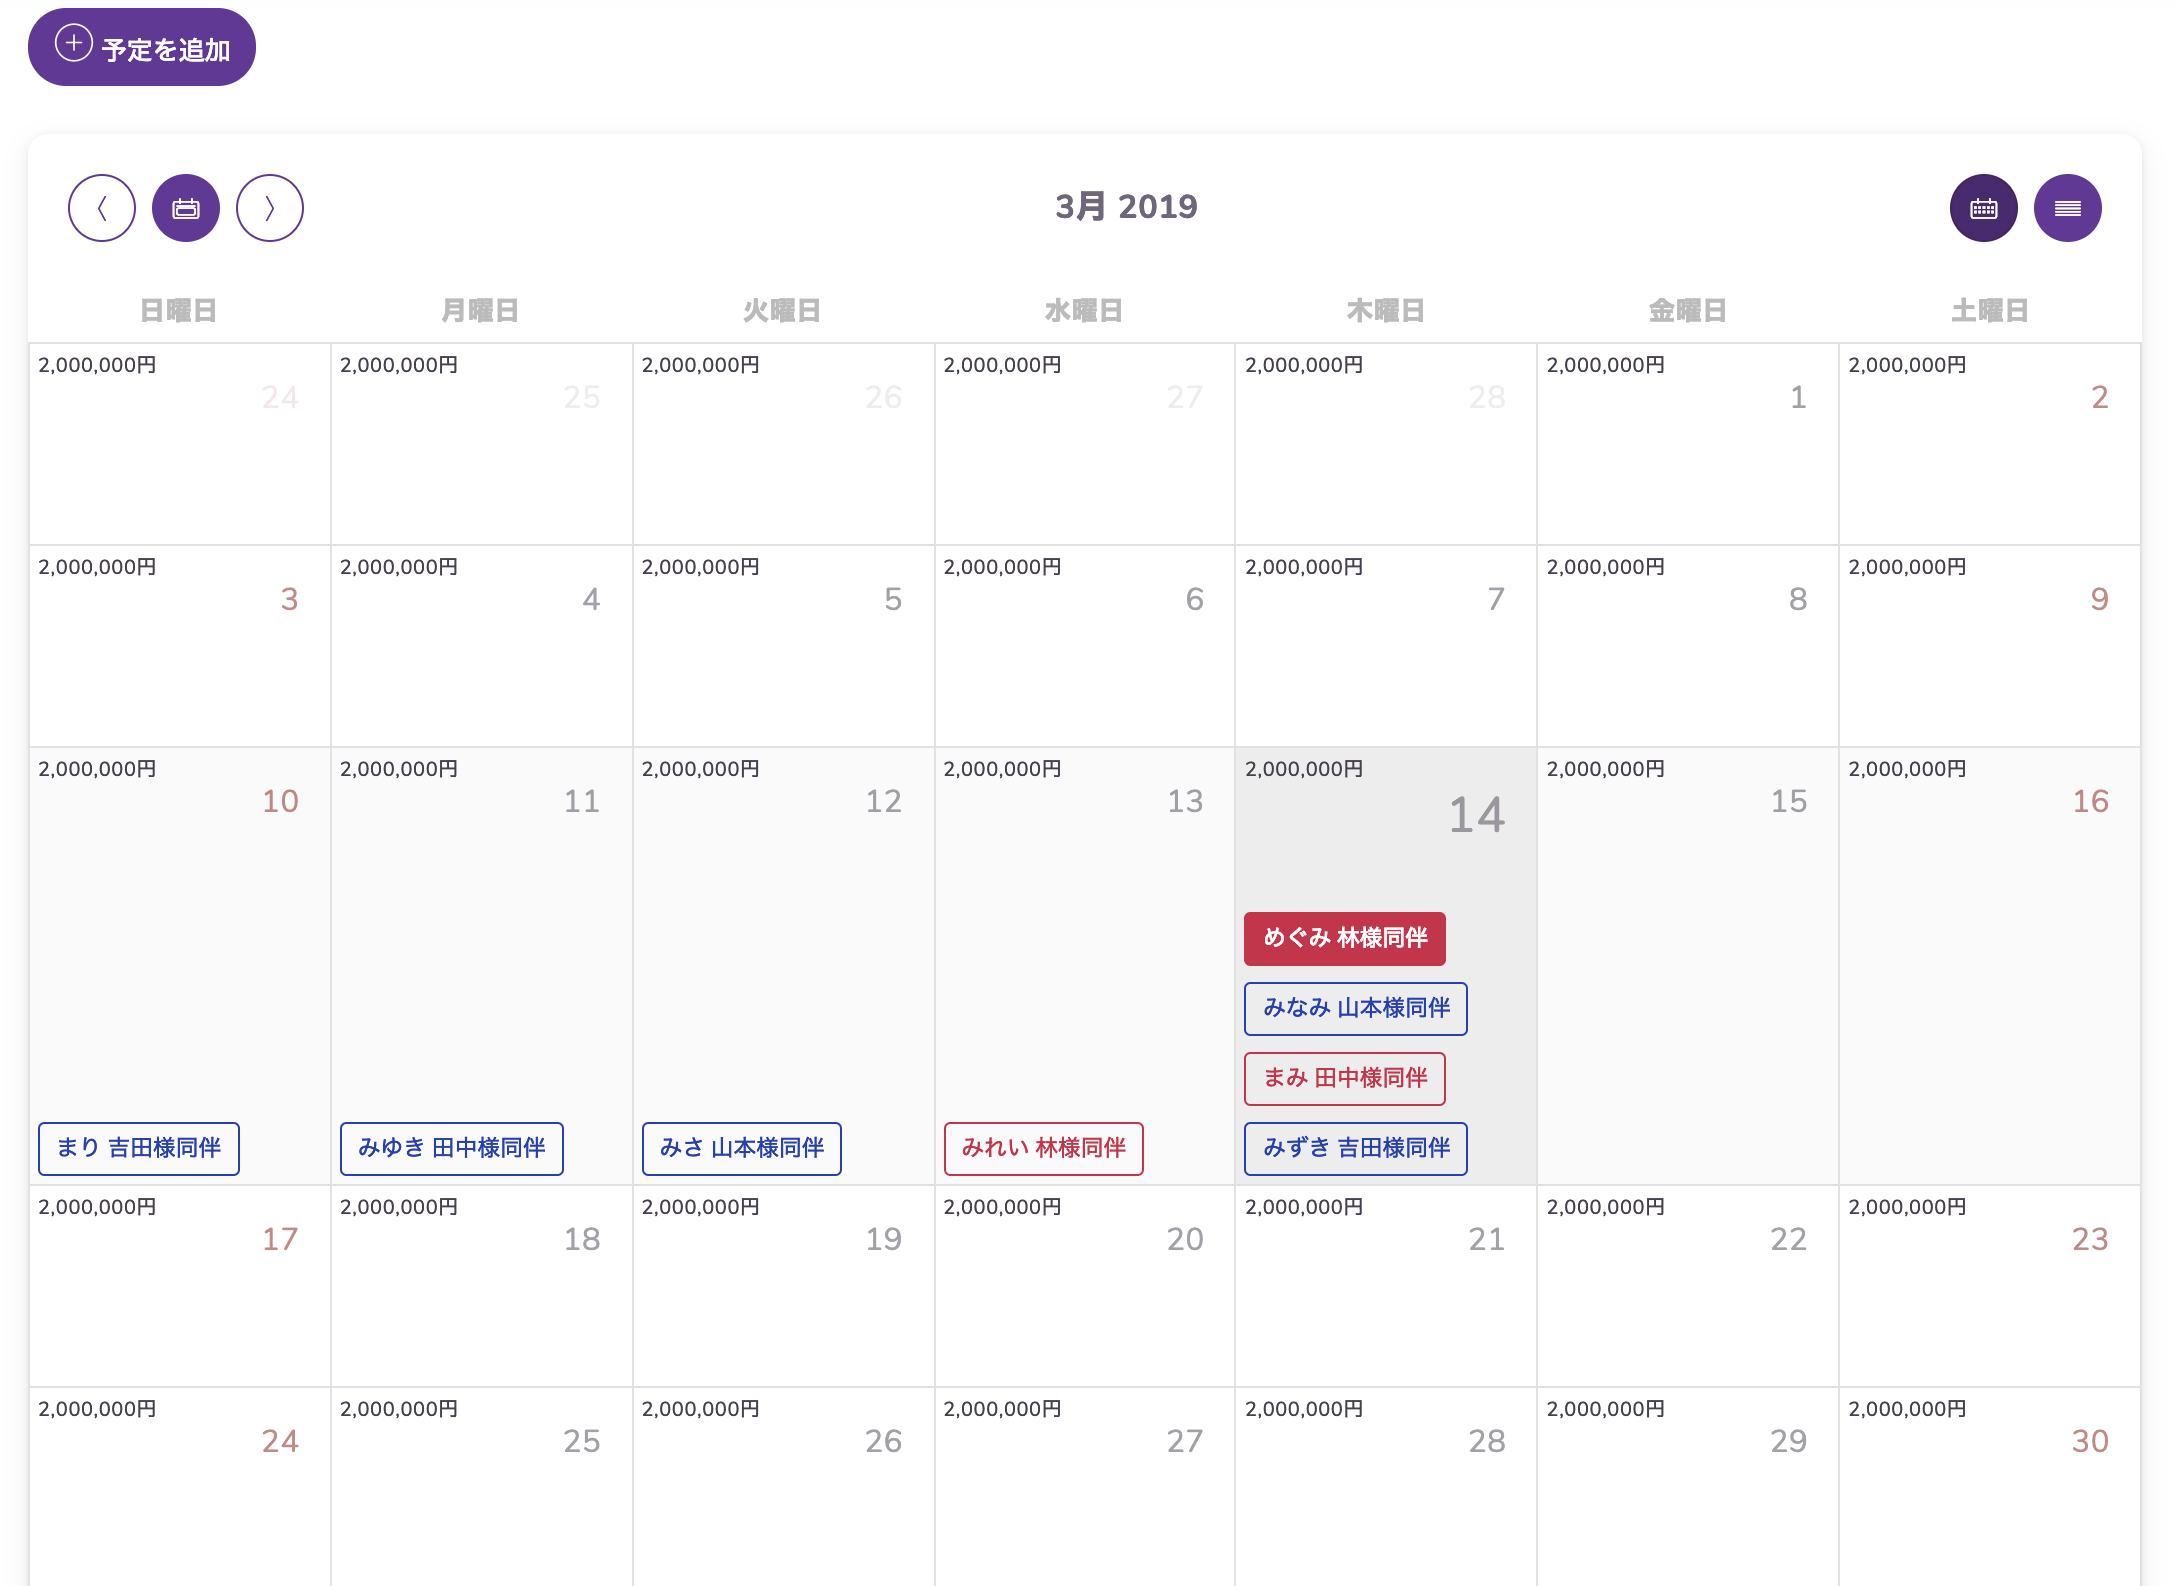 予定を追加
3月 2019
日曜日 月曜日 火曜日 水曜日 木曜日 金曜日 土曜日
2,000,000円 2,000,000円 2,000,000円 2,000,000円 2,000,000円 2,000,000円 2,000,000円
24 25 26 27 28 1 2
2,000,000円 2,000,000円 2,000,000円 2,000,000円 2,000,000円 2,000,000円 2,000,000円
3 4 5 6 7 8 9
2,000,000円 2,000,000円 2,000,000円 2,000,000円 2,000,000円 2,000,000円 2,000,000円
10 11 12 13 14 15 16
めぐみ 林様同伴
みなみ 山本様同伴
まみ 田中様同伴
まり 吉田様同伴 みゆき 田中様同伴 みさ 山本様同伴 みれい 林様同伴 みずき 吉田様同伴
2,000,000円 2,000,000円 2,000,000円 2,000,000円 2,000,000円 2,000,000円 2,000,000円
17 18 19 20 21 22 23
2,000,000円 2,000,000円 2,000,000円 2,000,000円 2,000,000円 2,000,000円 2,000,000円
24 25 26 27 28 29 30